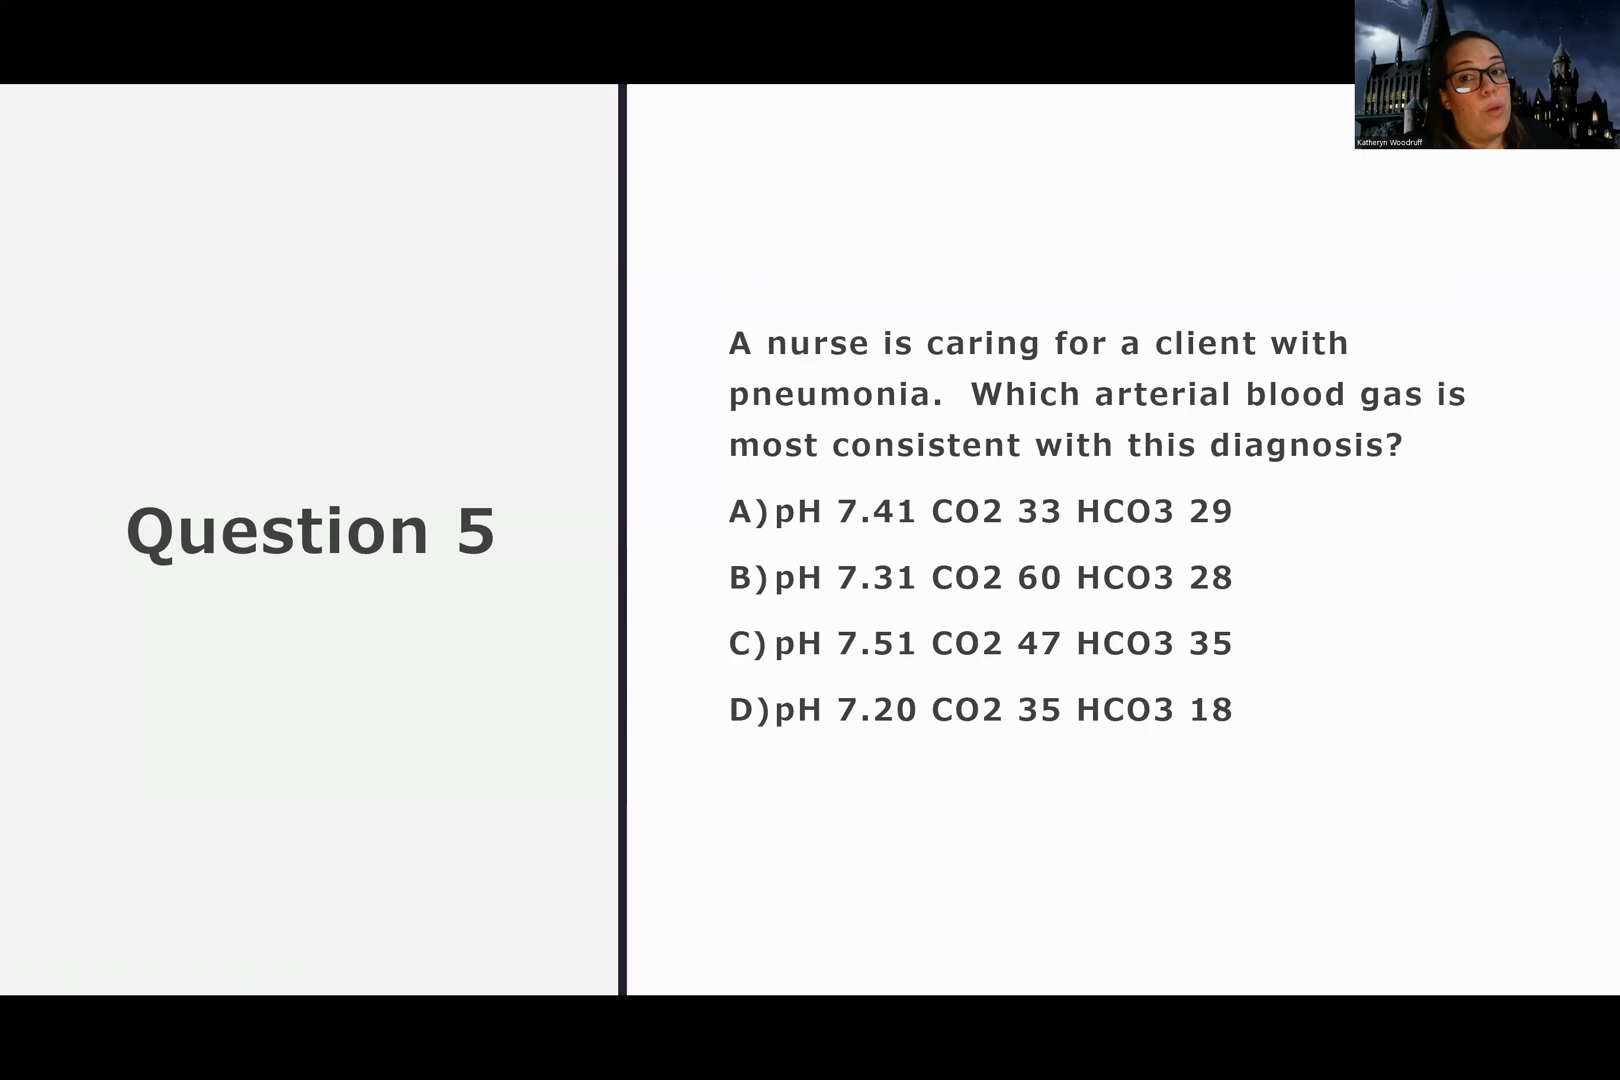 Katheryn Woodruff
Question 5
A nurse is caring for a client with
pneumonia.  Which arterial blood gas is
most consistent with this diagnosis?
A) pH 7.41 CO2 33 HCO3 29
B) pH 7.31 CO2 60 HCO3 28
C) pH 7.51 CO2 47 HCO3 35
D) pH 7.20 CO2 35 HCO3 18